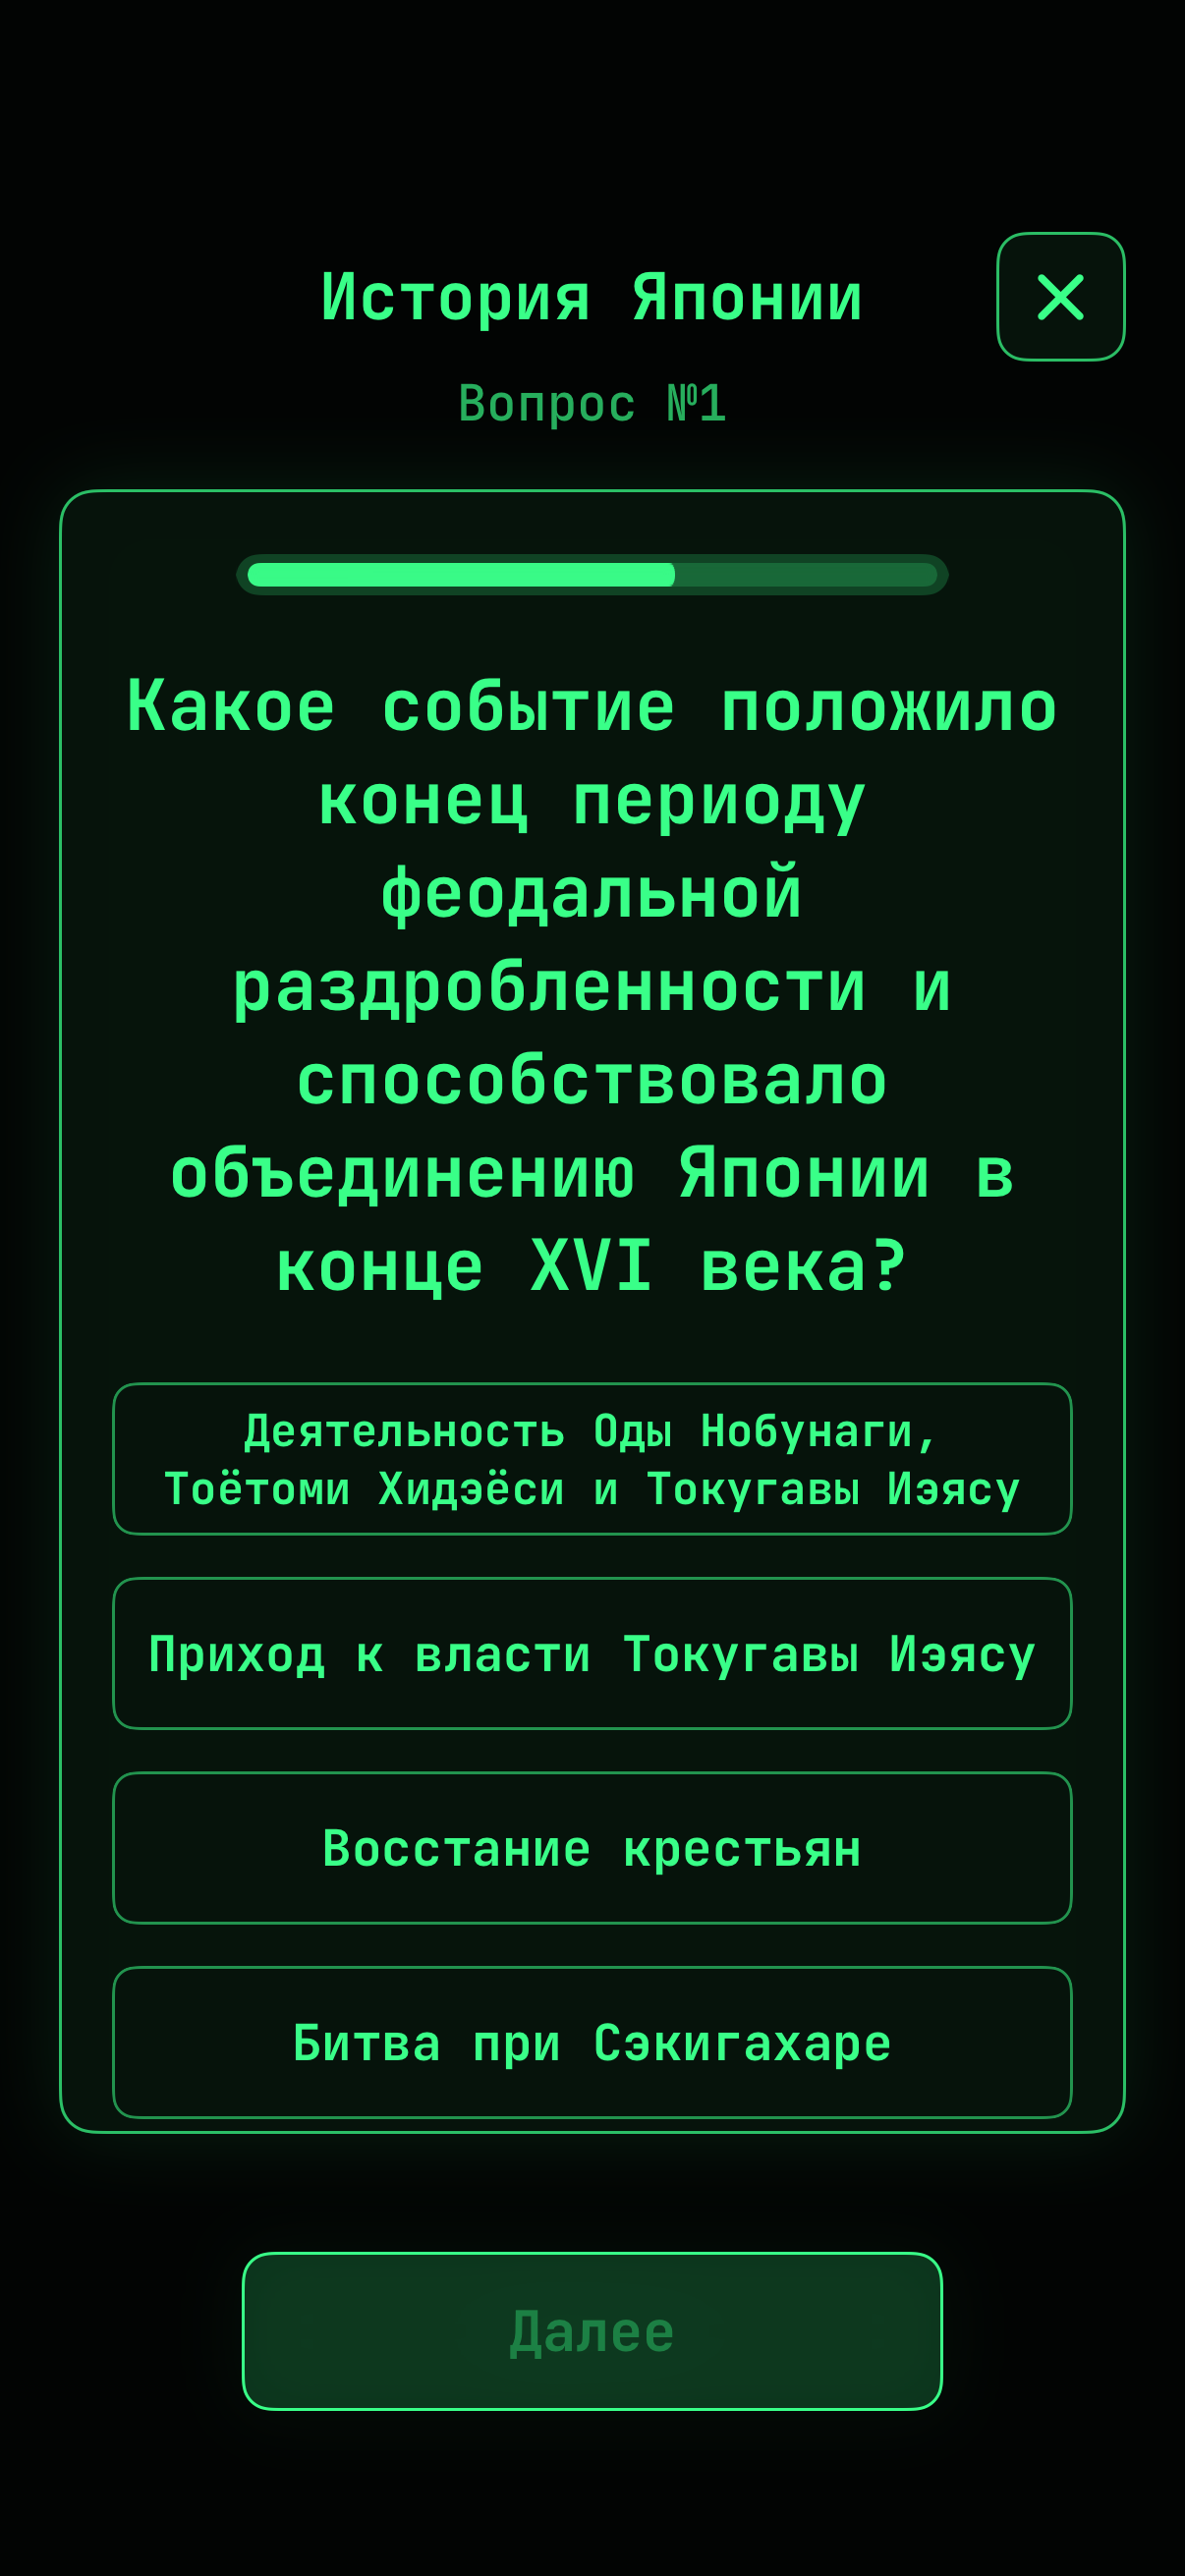 История Японии
Вопрос №1
Какое событие положило
конец периоду
феодальной
раздробленности и
способствовало
объединению Японии в
конце XVI века?
Деятельность Оды Нобунаги,
Тоётоми Хидэёси и Токугавы Иэясу
Приход к власти Токугавы Иэясу
Восстание крестьян
Битва при Сэкигахаре
Далее